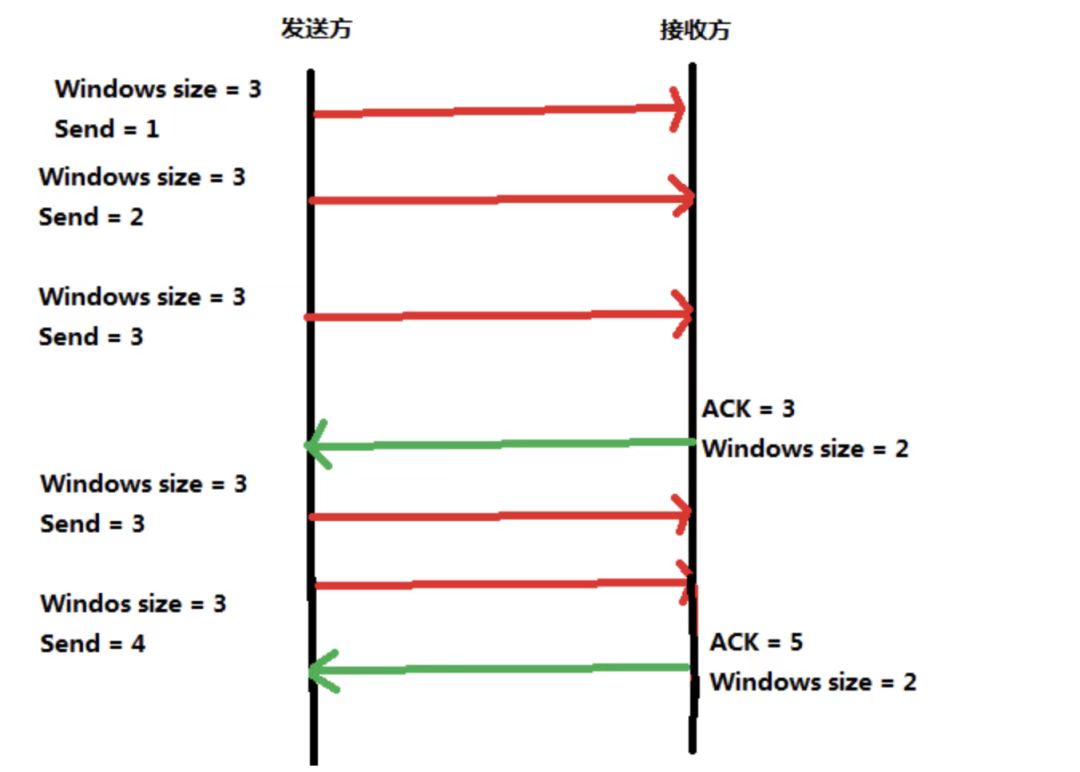 发送方
接收方
Windows size = 3
Send = 1
Windows size = 3
Send = 2
Windows size = 3
Send = 3
ACK = 3
Windows size = 2
Windows size = 3
Send = 3
Windos size = 3
Send = 4
ACK = 5
Windows size = 2